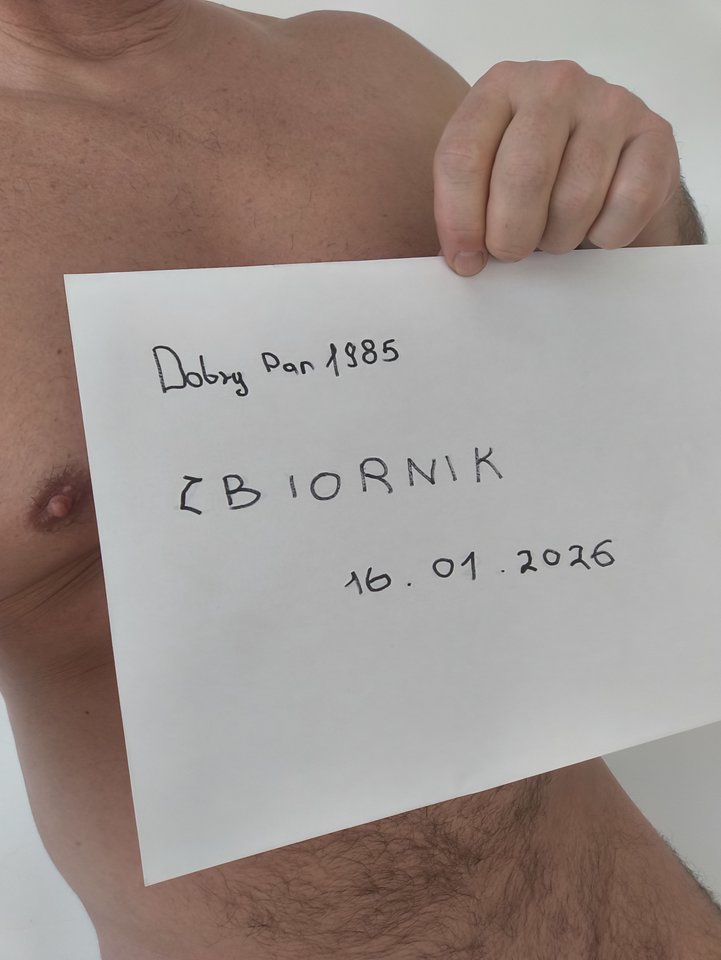 Dobry Pan 1985
ZBIORNIK
16.01.2026